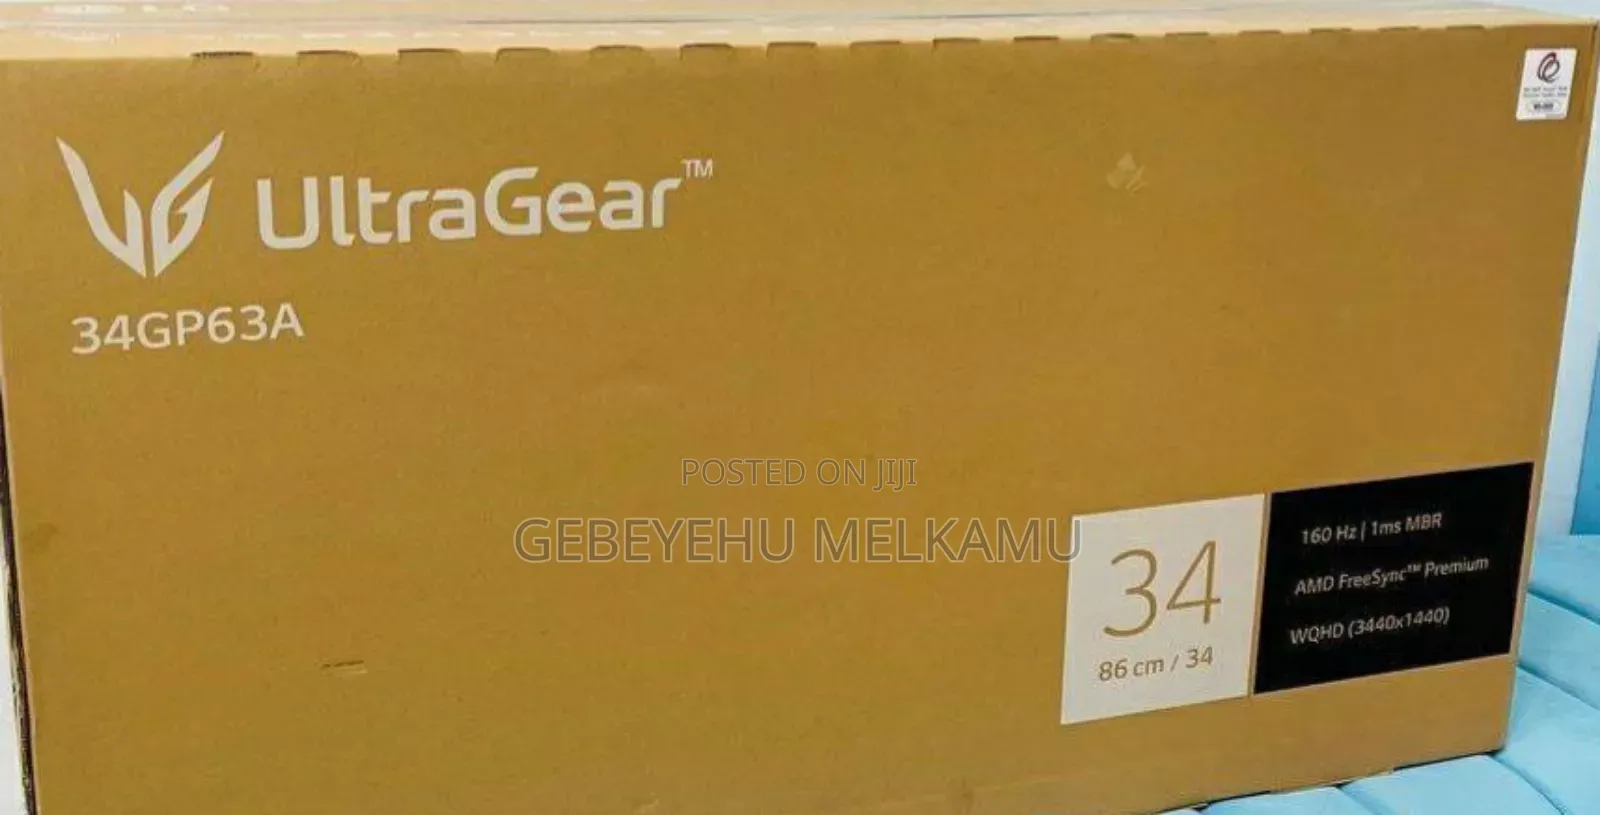 UltraGear™
34GP63A
POSTED ON JIJI
GEBEYEHU MELKAMU
34
86 cm / 34
160 Hz | 1ms MBR
AMD FreeSync™ Premium
WQHD (3440x1440)